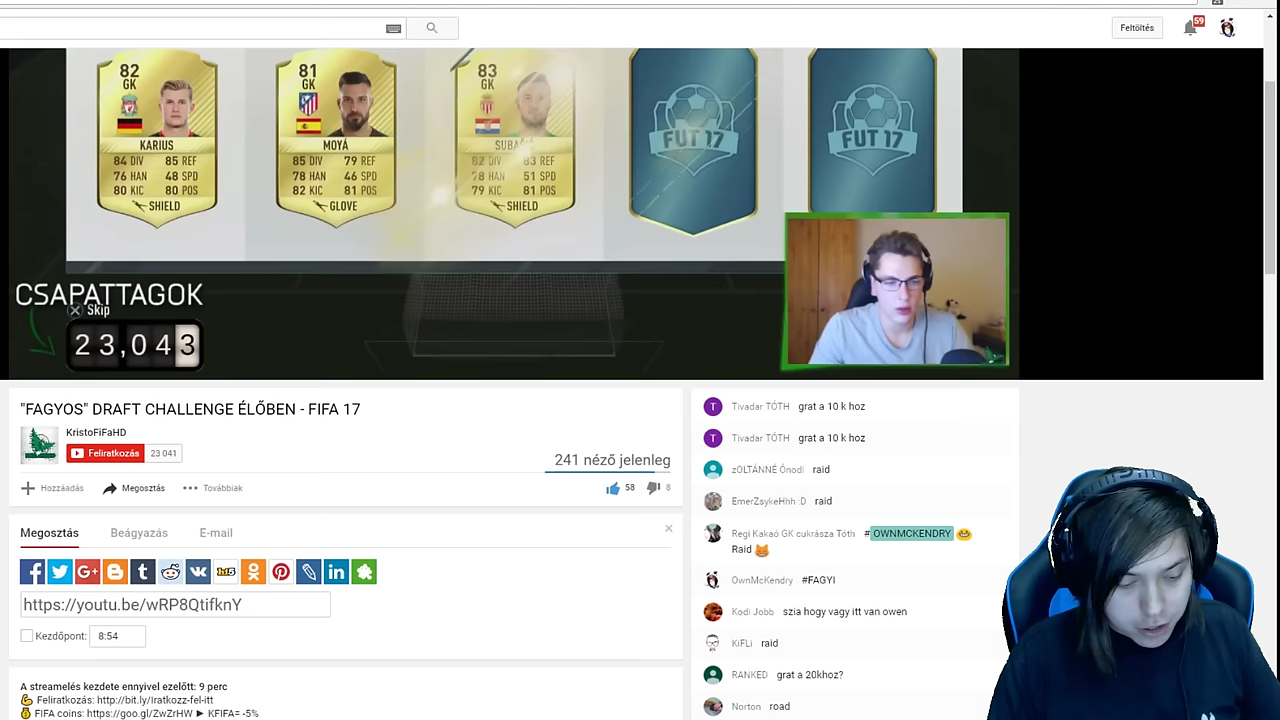 Feltöltés
59
82
GK
KARIUS
84 DIV 85 REF
76 HAN 48 SPD
80 KIC 80 POS
SHIELD
81
GK
MOYÁ
85 DIV 79 REF
78 HAN 46 SPD
82 KIC 81 POS
GLOVE
83
GK
SUBAŠIĆ
82 DIV 83 REF
78 HAN 51 SPD
79 KIC 81 POS
SHIELD
FUT 17
FUT 17
CSAPATTAGOK
Skip
23,043
"FAGYOS" DRAFT CHALLENGE ÉLŐBEN - FIFA 17
KristoFiFaHD
Feliratkozás 23 041
241 néző jelenleg
Hozzáadás Megosztás Továbbiak
58 8
Megosztás Beágyazás E-mail
https://youtu.be/wRP8QtifknY
Kezdőpont: 8:54
A streamelés kezdete ennyivel ezelőtt: 9 perc
Feliratkozás: http://bit.ly/Iratkozz-fel-itt
FIFA coins: https://goo.gl/ZwZrHW ► KFIFA= -5%
T Tivadar TÓTH grat a 10 k hoz
T Tivadar TÓTH grat a 10 k hoz
zOLTÁNNÉ Ónodi raid
EmerZsykeHhh :D raid
Regi Kakaó GK cukrásza Tóth #OWNMCKENDRY
Raid
OwnMcKendry #FAGYI
Kodi Jobb szia hogy vagy itt van owen
KiFLi raid
RANKED grat a 20khoz?
Norton road